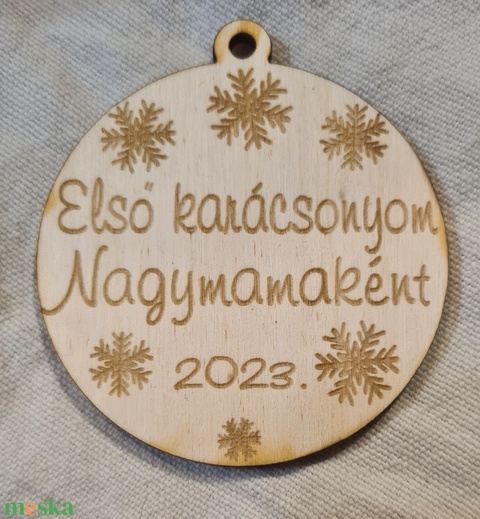 Első karácsonyom
Nagymamaként
2023.
meska